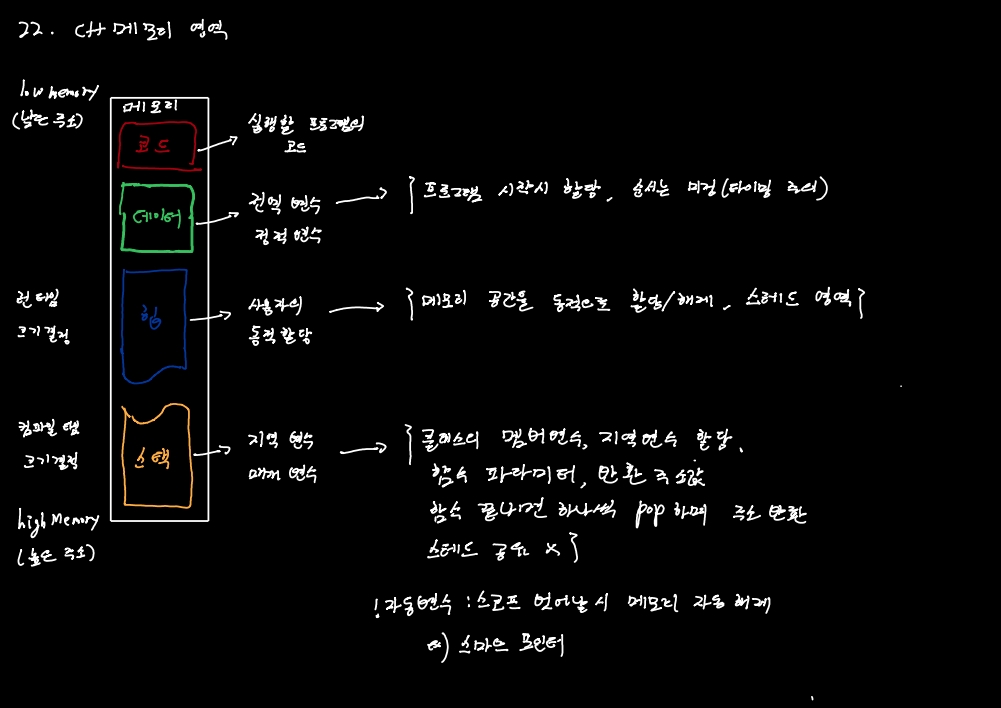 22. C++ 메모리 영역
low memory
(낮은 주소)
메모리
코드
실행할 프로그램의
코드
데이터
전역 변수
정적 변수
프로그램 시작시 할당, 순서는 미정(타이밍 주의)
런타임
크기결정
힙
사용자의
동적할당
메모리 공간을 동적으로 할당/해제, 스레드 영역
컴파일 때
크기결정
스택
지역 변수
매개 변수
클래스의 멤버변수, 지역변수 할당.
함수 파라미터, 반환 주소값
함수 끝나면 하나씩 pop 하며 주소 반환
스레드 공유 X
high Memory
(높은 주소)
! 자동변수 : 스코프 벗어날 시 메모리 자동 해제
ex) 스마트 포인터